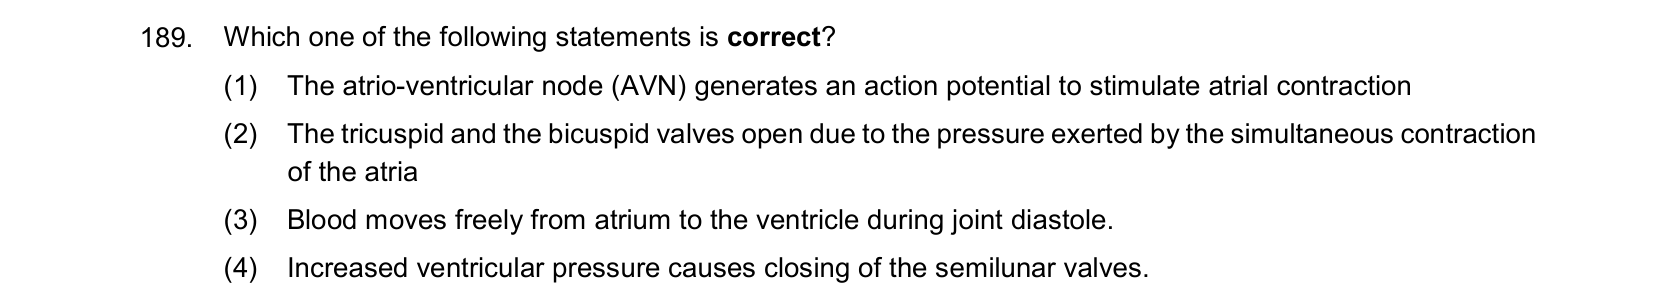 189. Which one of the following statements is correct?
(1) The atrio-ventricular node (AVN) generates an action potential to stimulate atrial contraction
(2) The tricuspid and the bicuspid valves open due to the pressure exerted by the simultaneous contraction
of the atria
(3) Blood moves freely from atrium to the ventricle during joint diastole.
(4) Increased ventricular pressure causes closing of the semilunar valves.